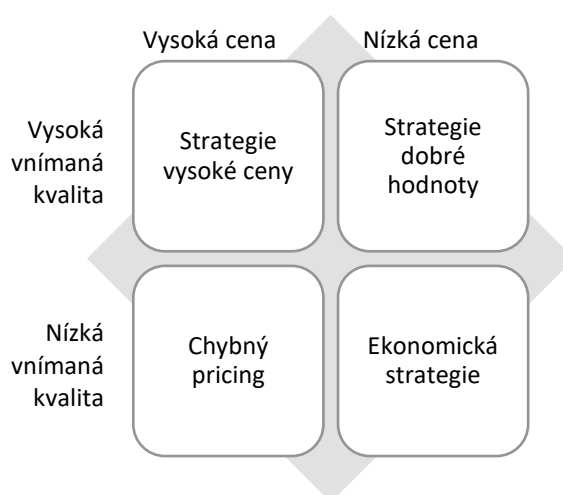 Vysoká cena
Nízká cena
Vysoká
vnímaná
kvalita
Strategie
vysoké ceny
Strategie
dobré
hodnoty
Nízká
vnímaná
kvalita
Chybný
pricing
Ekonomická
strategie